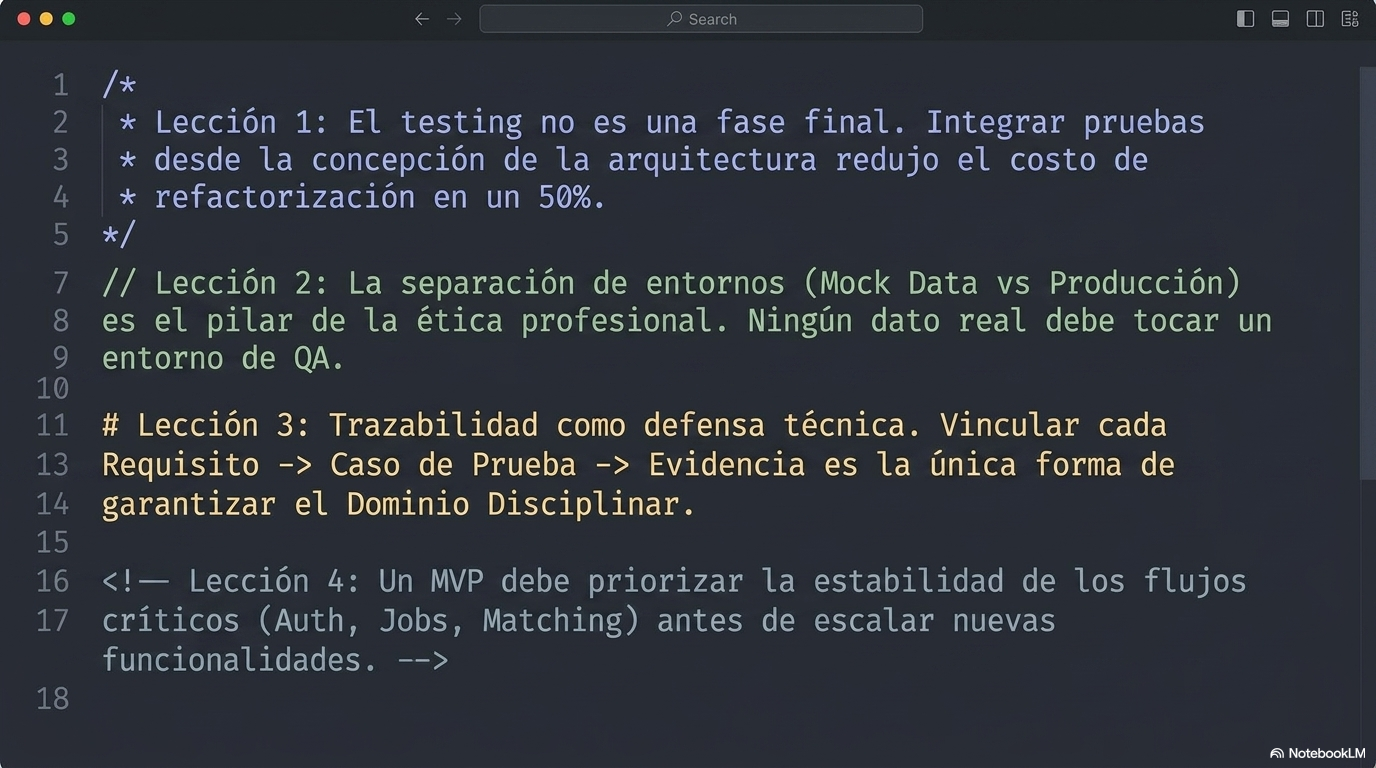 Search
1 /*
2 * Lección 1: El testing no es una fase final. Integrar pruebas
3 * desde la concepción de la arquitectura redujo el costo de
4 * refactorización en un 50%.
5 */
7 // Lección 2: La separación de entornos (Mock Data vs Producción)
8 es el pilar de la ética profesional. Ningún dato real debe tocar un
9 entorno de QA.
10
11 # Lección 3: Trazabilidad como defensa técnica. Vincular cada
13 Requisito -> Caso de Prueba -> Evidencia es la única forma de
14 garantizar el Dominio Disciplinar.
15
16 <!-- Lección 4: Un MVP debe priorizar la estabilidad de los flujos
17 críticos (Auth, Jobs, Matching) antes de escalar nuevas
funcionalidades. -->
18
NotebookLM